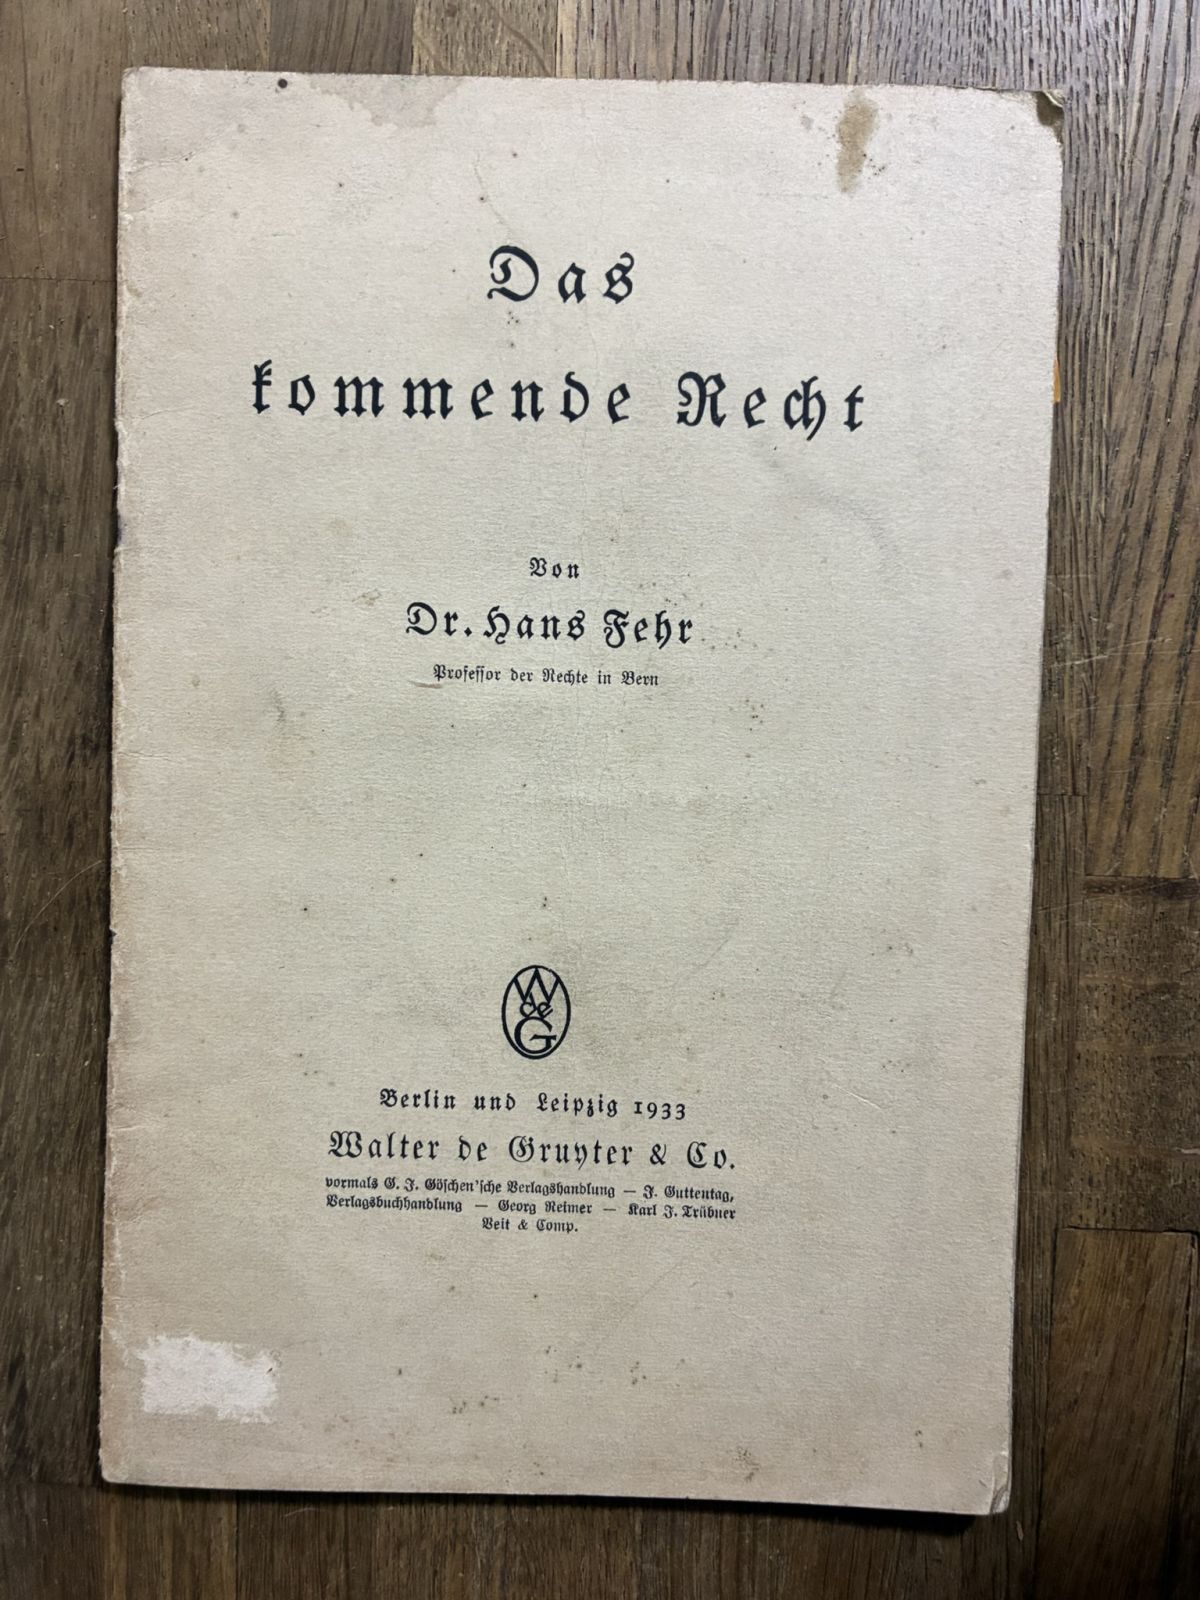 Das
kommende Recht
Von
Dr. Hans Fehr
Professor der Rechte in Bern
W
de
G
Berlin und Leipzig 1933
Walter de Gruyter & Co.
vormals G. J. Göschen'sche Verlagshandlung — J. Guttentag,
Verlagsbuchhandlung — Georg Reimer — Karl J. Trübner
Veit & Comp.